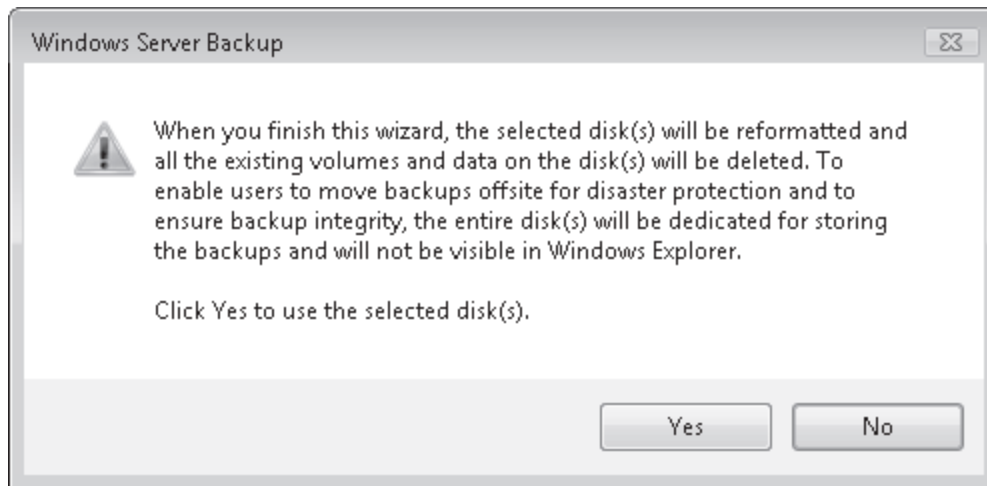 Windows Server Backup
When you finish this wizard, the selected disk(s) will be reformatted and
all the existing volumes and data on the disk(s) will be deleted. To
enable users to move backups offsite for disaster protection and to
ensure backup integrity, the entire disk(s) will be dedicated for storing
the backups and will not be visible in Windows Explorer.
Click Yes to use the selected disk(s).
Yes No